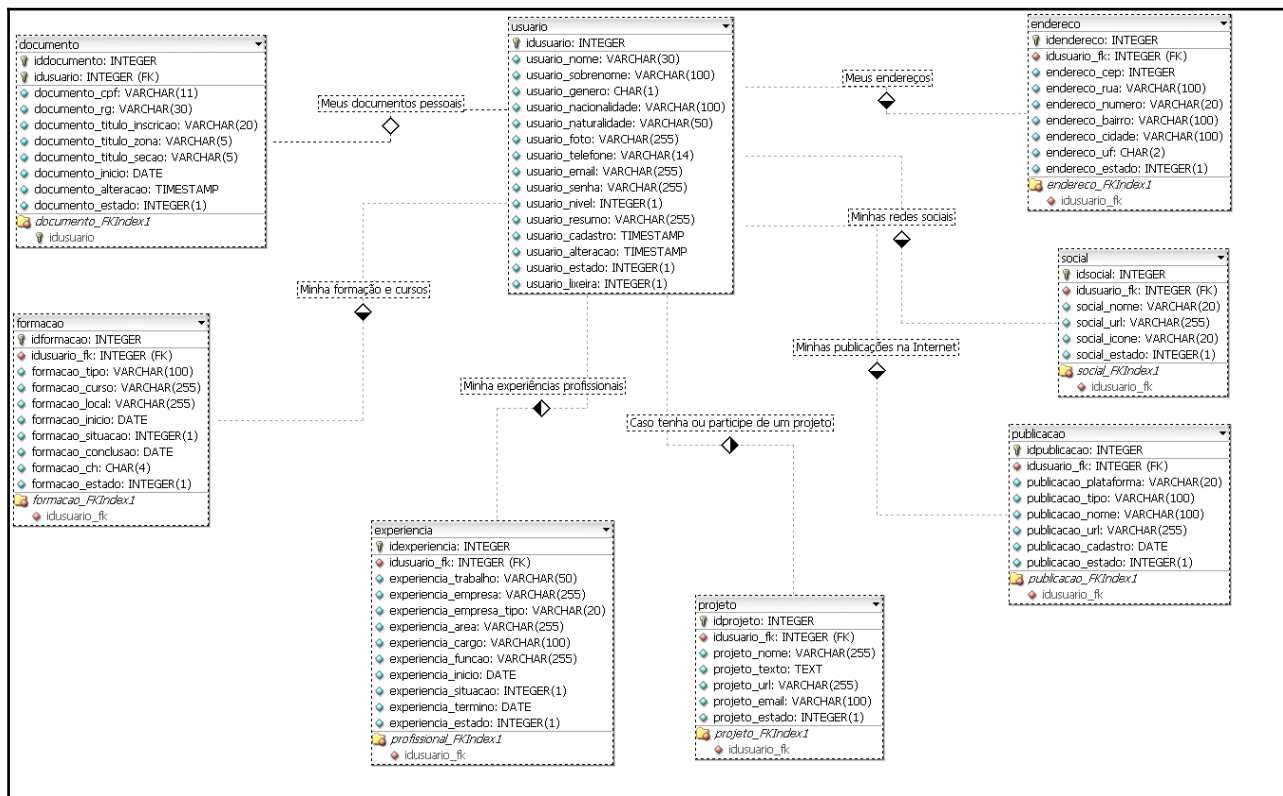 documento
iddocumento: INTEGER
idusuario: INTEGER (FK)
documento_cpf: VARCHAR(11)
documento_rg: VARCHAR(30)
documento_titulo_inscricao: VARCHAR(20)
documento_titulo_zona: VARCHAR(5)
documento_titulo_secao: VARCHAR(5)
documento_inicio: DATE
documento_alteracao: TIMESTAMP
documento_estado: INTEGER(1)
documento_FKIndex1
idusuario
Meus documentos pessoais
usuario
idusuario: INTEGER
usuario_nome: VARCHAR(30)
usuario_sobrenome: VARCHAR(100)
usuario_genero: CHAR(1)
usuario_nacionalidade: VARCHAR(100)
usuario_naturalidade: VARCHAR(50)
usuario_foto: VARCHAR(255)
usuario_telefone: VARCHAR(14)
usuario_email: VARCHAR(255)
usuario_senha: VARCHAR(255)
usuario_nivel: INTEGER(1)
usuario_resumo: VARCHAR(255)
usuario_cadastro: TIMESTAMP
usuario_alteracao: TIMESTAMP
usuario_estado: INTEGER(1)
usuario_lixeira: INTEGER(1)
Meus endereços
endereco
idendereco: INTEGER
idusuario_fk: INTEGER (FK)
endereco_cep: INTEGER
endereco_rua: VARCHAR(100)
endereco_numero: VARCHAR(20)
endereco_bairro: VARCHAR(100)
endereco_cidade: VARCHAR(100)
endereco_uf: CHAR(2)
endereco_estado: INTEGER(1)
endereco_FKIndex1
idusuario_fk
Minhas redes sociais
social
idsocial: INTEGER
idusuario_fk: INTEGER (FK)
social_nome: VARCHAR(20)
social_url: VARCHAR(255)
social_icone: VARCHAR(20)
social_estado: INTEGER(1)
social_FKIndex1
idusuario_fk
Minha formação e cursos
formacao
idformacao: INTEGER
idusuario_fk: INTEGER (FK)
formacao_tipo: VARCHAR(100)
formacao_curso: VARCHAR(255)
formacao_local: VARCHAR(255)
formacao_inicio: DATE
formacao_situacao: INTEGER(1)
formacao_conclusao: DATE
formacao_ch: CHAR(4)
formacao_estado: INTEGER(1)
formacao_FKIndex1
idusuario_fk
Minha experiências profissionais
experiencia
idexperiencia: INTEGER
idusuario_fk: INTEGER (FK)
experiencia_trabalho: VARCHAR(50)
experiencia_empresa: VARCHAR(255)
experiencia_empresa_tipo: VARCHAR(20)
experiencia_area: VARCHAR(255)
experiencia_cargo: VARCHAR(100)
experiencia_funcao: VARCHAR(255)
experiencia_inicio: DATE
experiencia_situacao: INTEGER(1)
experiencia_termino: DATE
experiencia_estado: INTEGER(1)
profissional_FKIndex1
idusuario_fk
Caso tenha ou participe de um projeto
projeto
idprojeto: INTEGER
idusuario_fk: INTEGER (FK)
projeto_nome: VARCHAR(255)
projeto_texto: TEXT
projeto_url: VARCHAR(255)
projeto_email: VARCHAR(100)
projeto_estado: INTEGER(1)
projeto_FKIndex1
idusuario_fk
Minhas publicações na Internet
publicacao
idpublicacao: INTEGER
idusuario_fk: INTEGER (FK)
publicacao_plataforma: VARCHAR(20)
publicacao_tipo: VARCHAR(100)
publicacao_nome: VARCHAR(100)
publicacao_url: VARCHAR(255)
publicacao_cadastro: DATE
publicacao_estado: INTEGER(1)
publicacao_FKIndex1
idusuario_fk